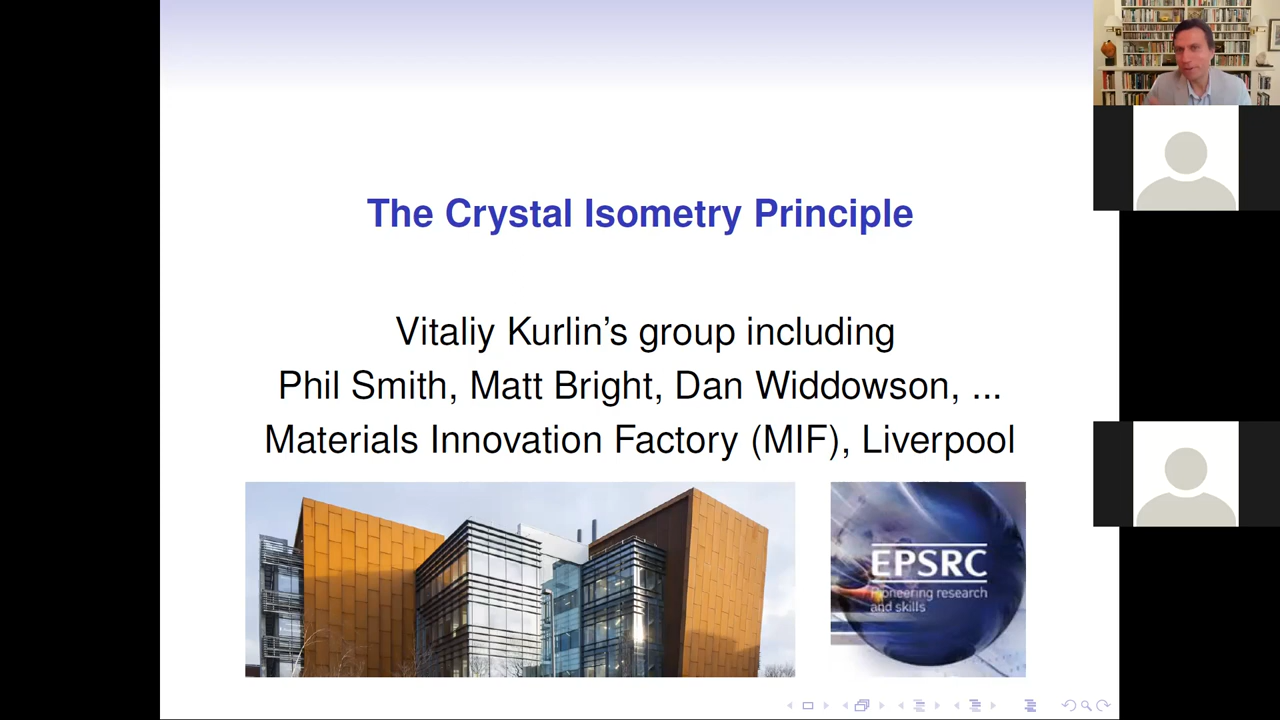 The Crystal Isometry Principle
Vitaliy Kurlin’s group including
Phil Smith, Matt Bright, Dan Widdowson, ...
Materials Innovation Factory (MIF), Liverpool
EPSRC
Pioneering research
and skills